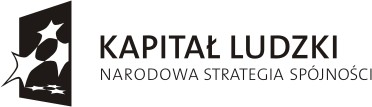 KAPITAŁ LUDZKI
NARODOWA STRATEGIA SPÓJNOŚCI